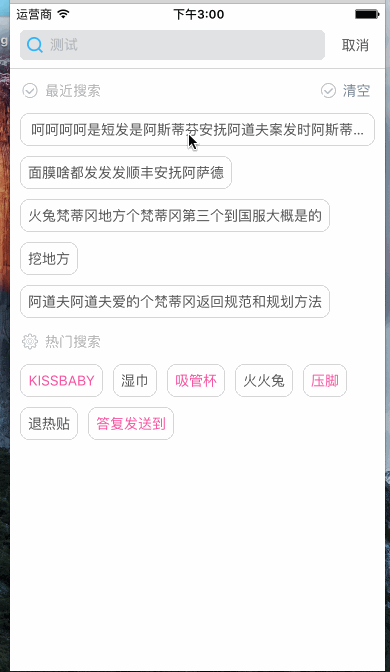 运营商 下午3:00
测试 取消
最近搜索 清空
呵呵呵呵是短发是阿斯蒂芬安抚阿道夫案发时阿斯蒂...
面膜啥都发发发顺丰安抚阿萨德
火兔梵蒂冈地方个梵蒂冈第三个到国服大概是的
挖地方
阿道夫阿道夫爱的个梵蒂冈返回规范和规划方法
热门搜索
KISSBABY 湿巾 吸管杯 火火兔 压脚
退热贴 答复发送到